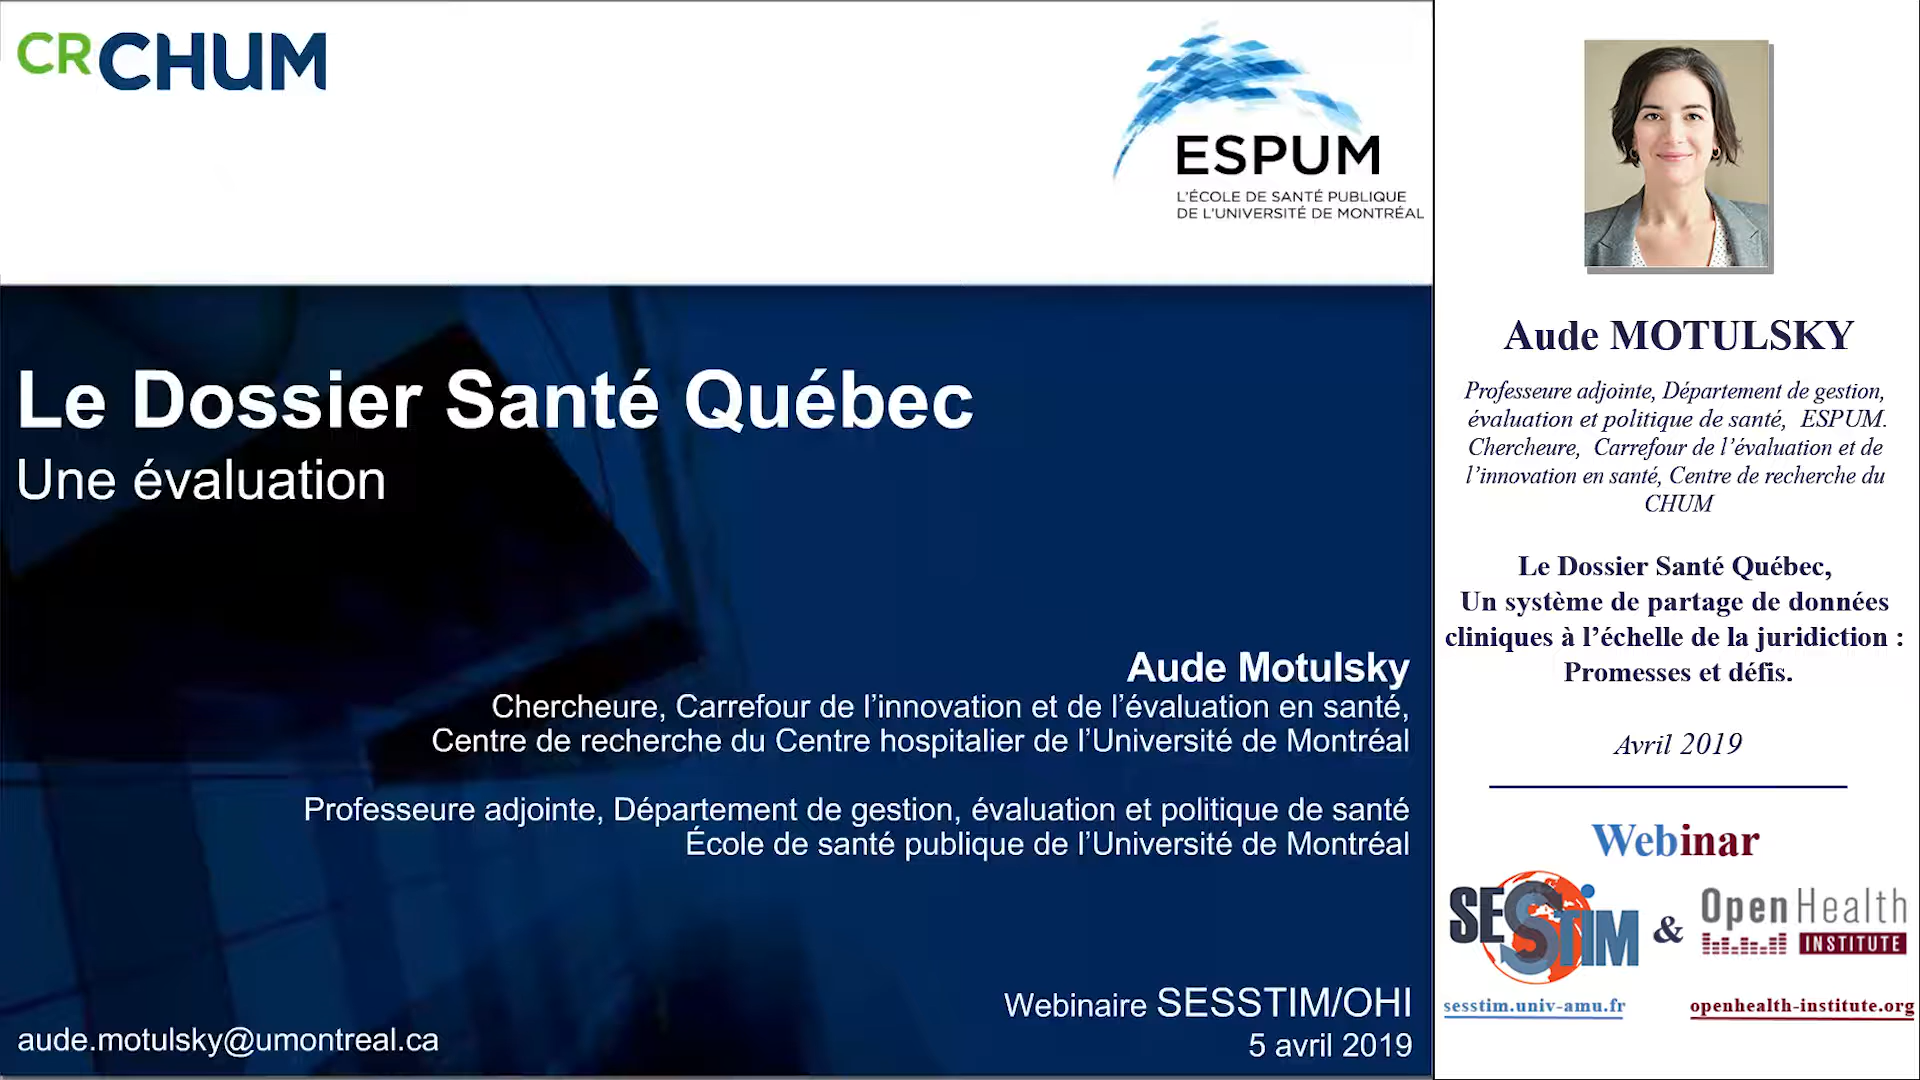 CRCHUM
ESPUM
L'ÉCOLE DE SANTÉ PUBLIQUE
DE L'UNIVERSITÉ DE MONTRÉAL
Le Dossier Santé Québec
Une évaluation
Aude Motulsky
Chercheure, Carrefour de l'innovation et de l'évaluation en santé,
Centre de recherche du Centre hospitalier de l'Université de Montréal
Professeure adjointe, Département de gestion, évaluation et politique de santé
École de santé publique de l'Université de Montréal
Webinaire SESSTIM/OHI
5 avril 2019
aude.motulsky@umontreal.ca
Aude MOTULSKY
Professeure adjointe, Département de gestion,
évaluation et politique de santé, ESPUM.
Chercheure, Carrefour de l'évaluation et de
l'innovation en santé, Centre de recherche du
CHUM
Le Dossier Santé Québec,
Un système de partage de données
cliniques à l'échelle de la juridiction :
Promesses et défis.
Avril 2019
Webinar
SESSTIM & Open Health
INSTITUTE
sesstim.univ-amu.fr
openhealth-institute.org